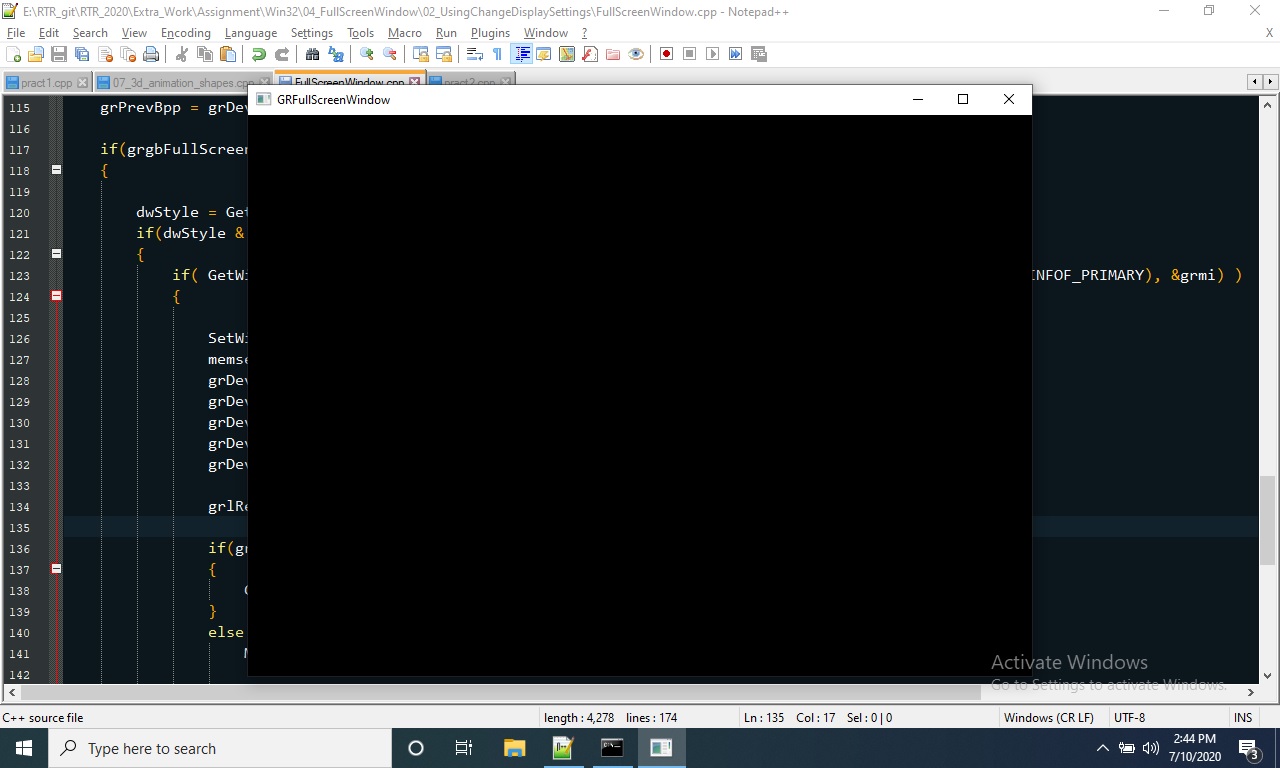 E:\RTR_git\RTR_2020\Extra_Work\Assignment\Win32\04_FullScreenWindow\02_UsingChangeDisplaySettings\FullScreenWindow.cpp - Notepad++
File Edit Search View Encoding Language Settings Tools Macro Run Plugins Window ? X
pract1.cpp 07_3d_animation_shapes.cpp FullScreenWindow.cpp pract2.cpp
GRFullScreenWindow
115 grPrevBpp = grDev
116
117 if(grgbFullScreen
118 {
119
120 dwStyle = Get
121 if(dwStyle &
122 {
123 if( GetWi INFOF_PRIMARY), &grmi) )
124 {
125
126 SetWi
127 memse
128 grDev
129 grDev
130 grDev
131 grDev
132 grDev
133
134 grlRe
135
136 if(gr
137 {
138
139 }
140 else
141 M
142
Activate Windows
Go to Settings to activate Windows.
C++ source file length : 4,278 lines : 174 Ln : 135 Col : 17 Sel : 0 | 0 Windows (CR LF) UTF-8 INS
Type here to search
2:44 PM
7/10/2020
3